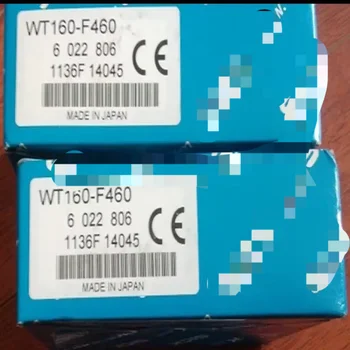 WT160-F460
6 022 806
1136F 14045
CE
MADE IN JAPAN
WT160-F460
6 022 806
1136F 14045
CE
MADE IN JAPAN